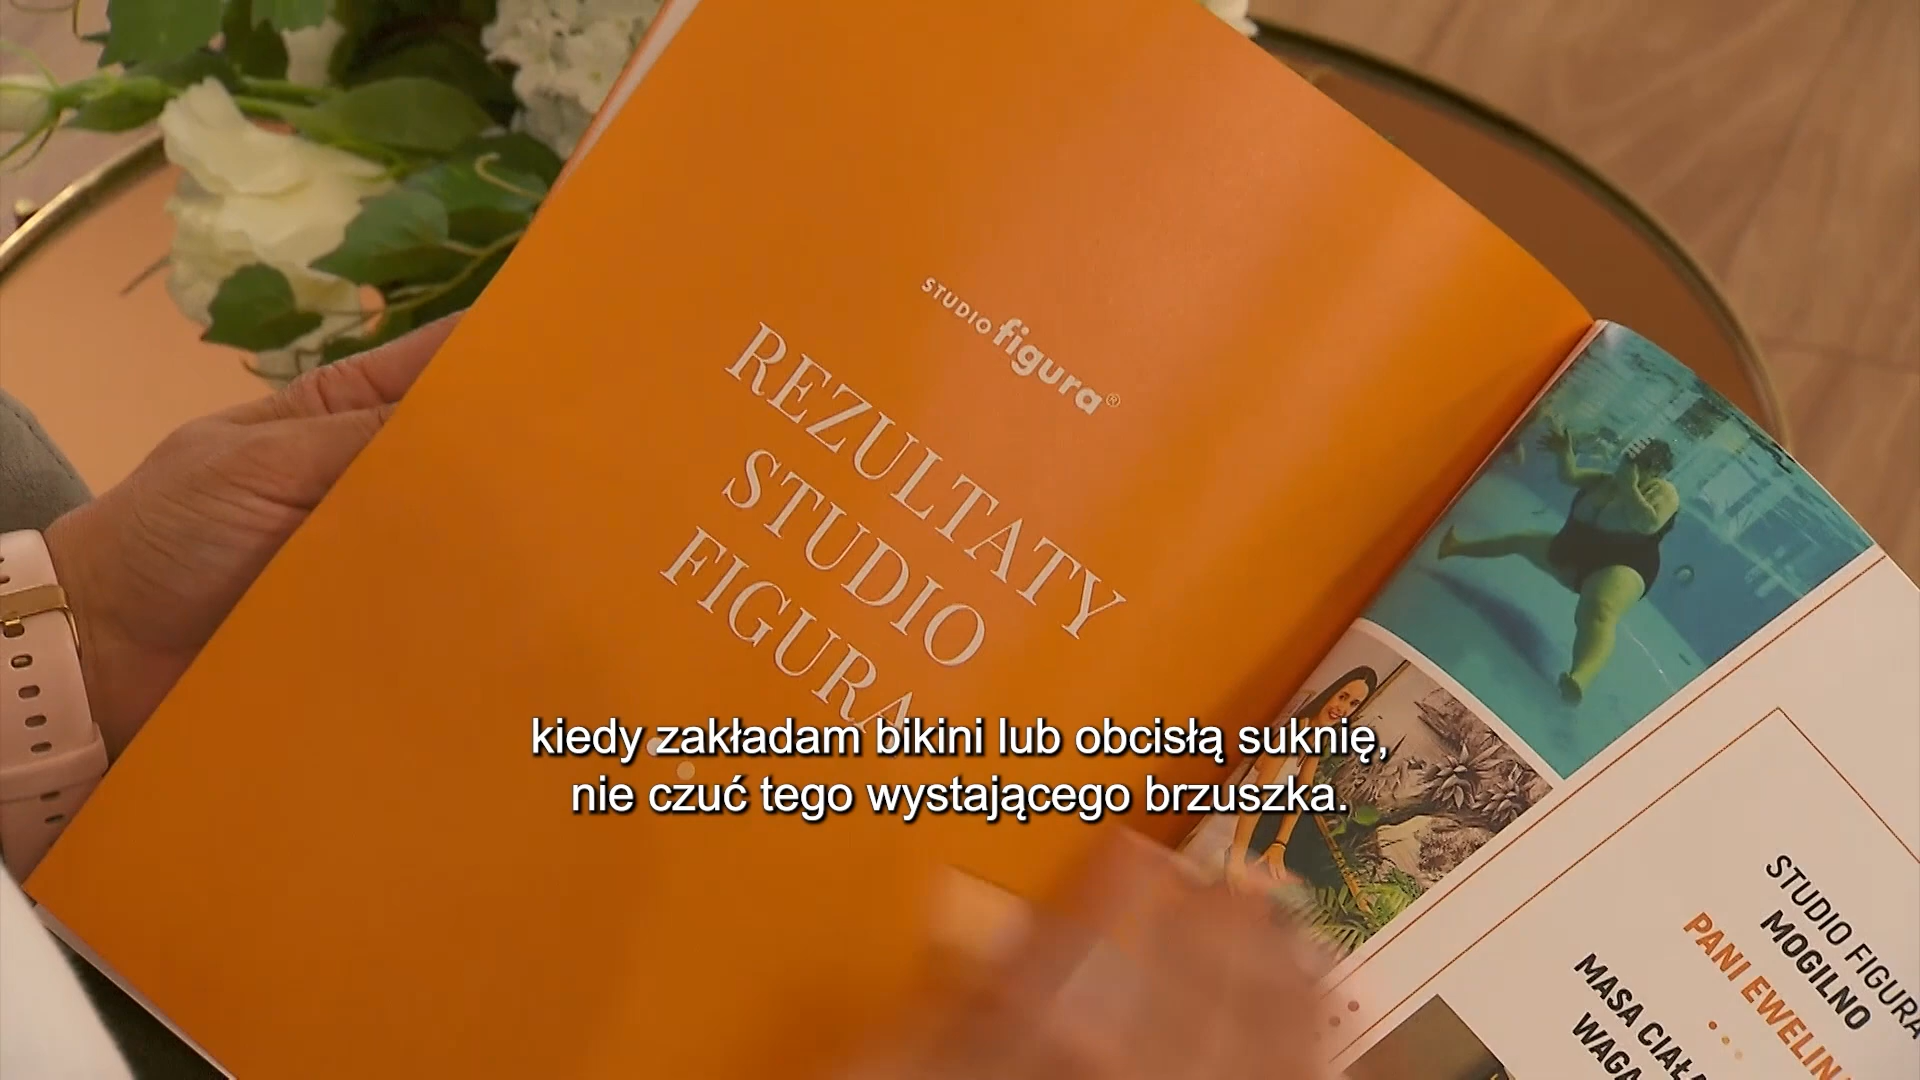 STUDIO figura®
REZULTATY
STUDIO
FIGURA
kiedy zakładam bikini lub obcisłą suknię,
nie czuć tego wystającego brzuszka.
STUDIO FIGURA
MOGILNO
PANI EWELIN
MASA CIAŁA
WAGA